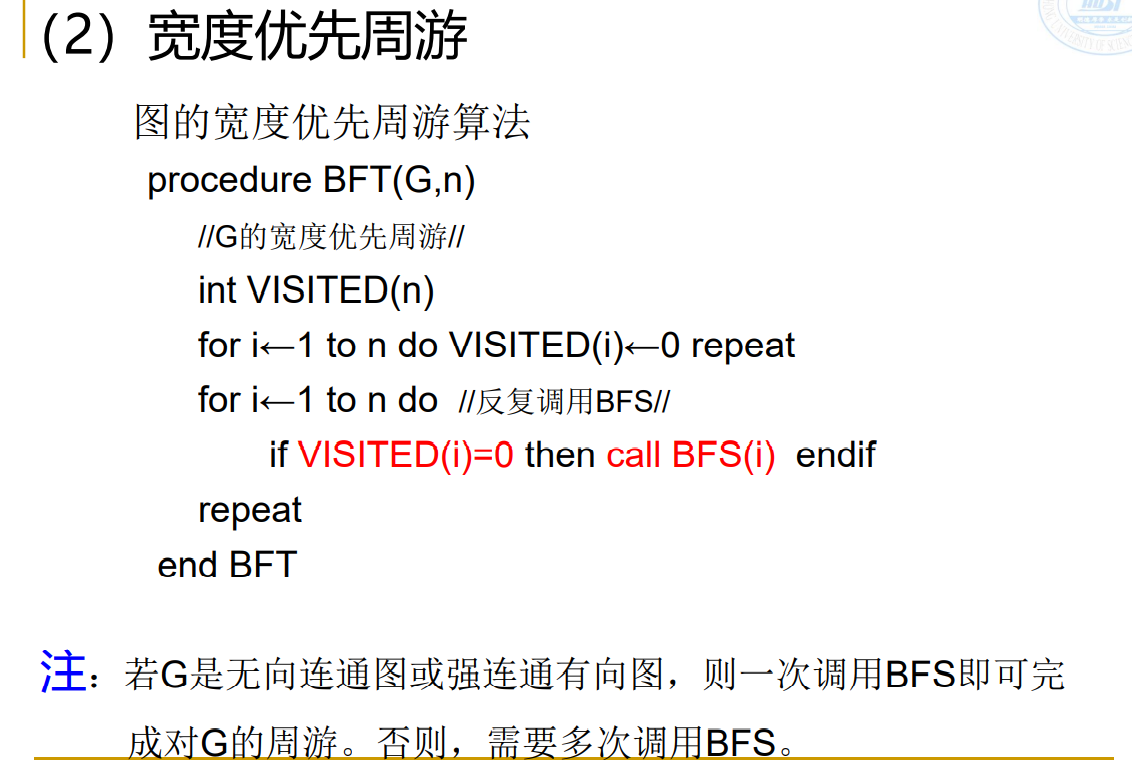 （2）宽度优先周游
图的宽度优先周游算法
procedure BFT(G,n)
//G的宽度优先周游//
int VISITED(n)
for i←1 to n do VISITED(i)←0 repeat
for i←1 to n do //反复调用BFS//
if VISITED(i)=0 then call BFS(i) endif
repeat
end BFT
注：若G是无向连通图或强连通有向图，则一次调用BFS即可完
成对G的周游。否则，需要多次调用BFS。